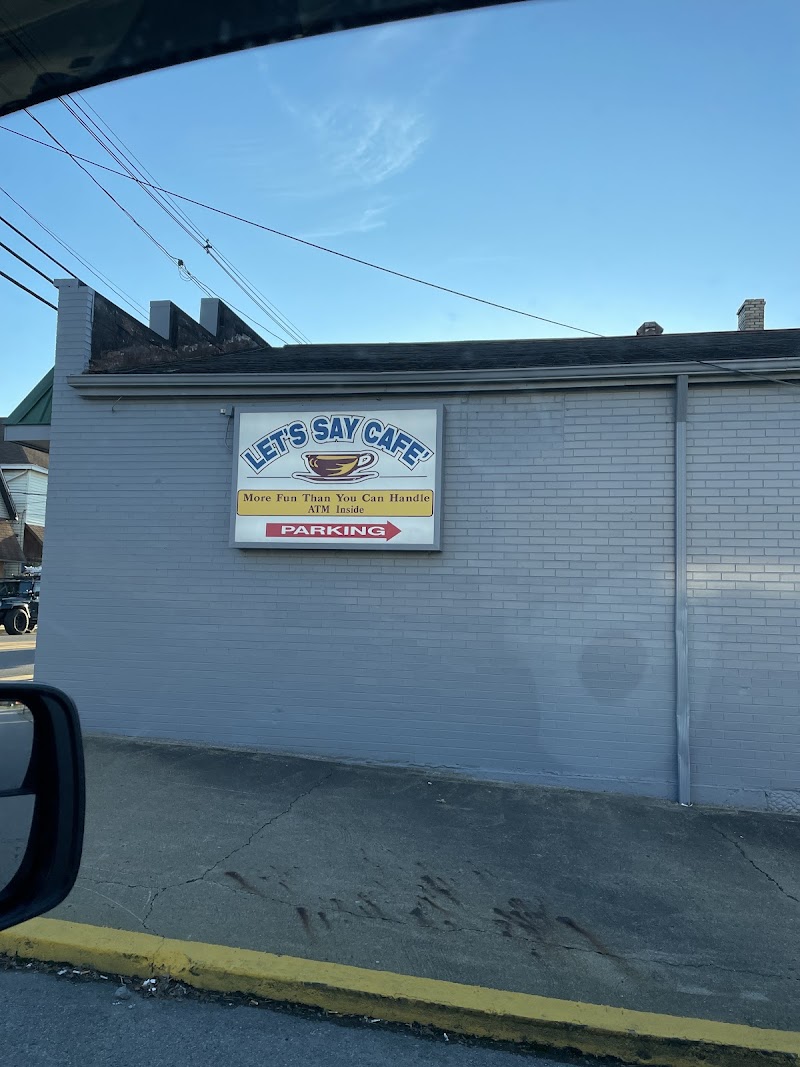 LET'S SAY CAFE'
More Fun Than You Can Handle
ATM Inside
PARKING